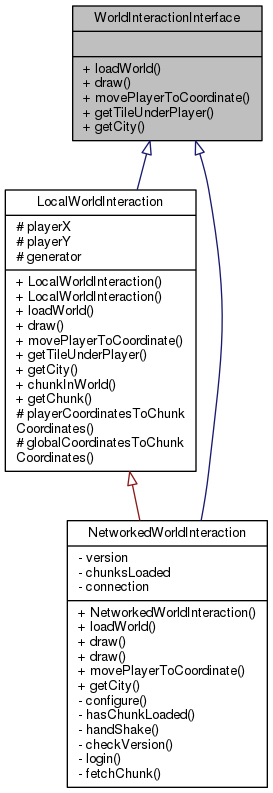 WorldInteractionInterface
+ loadWorld()
+ draw()
+ movePlayerToCoordinate()
+ getTileUnderPlayer()
+ getCity()
LocalWorldInteraction
# playerX
# playerY
# generator
+ LocalWorldInteraction()
+ LocalWorldInteraction()
+ loadWorld()
+ draw()
+ movePlayerToCoordinate()
+ getTileUnderPlayer()
+ getCity()
+ chunkInWorld()
+ getChunk()
# playerCoordinatesToChunk
Coordinates()
# globalCoordinatesToChunk
Coordinates()
NetworkedWorldInteraction
- version
- chunksLoaded
- connection
+ NetworkedWorldInteraction()
+ loadWorld()
+ draw()
+ draw()
+ movePlayerToCoordinate()
+ getCity()
- configure()
- hasChunkLoaded()
- handShake()
- checkVersion()
- login()
- fetchChunk()